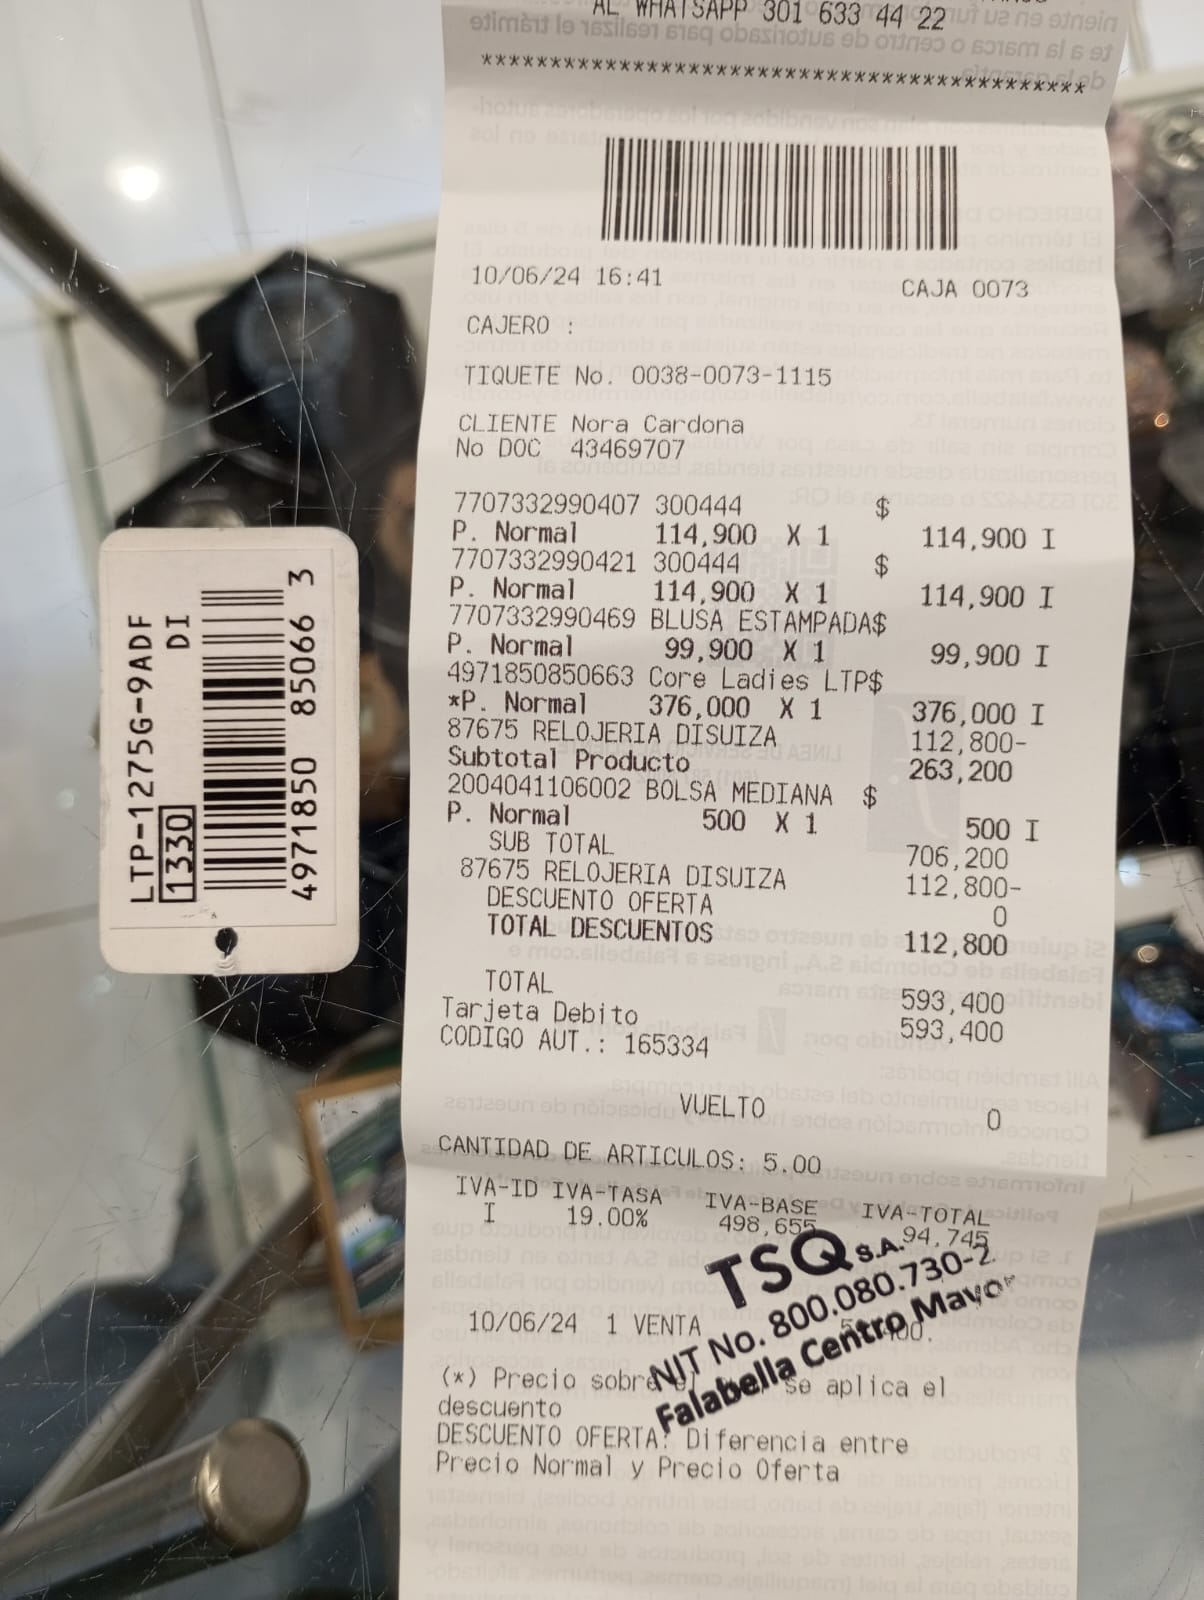 AL WHATSAPP 301 633 44 22
********************************************
10/06/24 16:41 CAJA 0073
CAJERO :
TIQUETE No. 0038-0073-1115
CLIENTE Nora Cardona
No DOC 43469707
7707332990407 300444 $
P. Normal 114,900 X 1 114,900 I
7707332990421 300444 $
P. Normal 114,900 X 1 114,900 I
7707332990469 BLUSA ESTAMPADA$
P. Normal 99,900 X 1 99,900 I
4971850850663 Core Ladies LTP$
*P. Normal 376,000 X 1 376,000 I
87675 RELOJERIA DISUIZA 112,800-
Subtotal Producto 263,200
2004041106002 BOLSA MEDIANA $
P. Normal 500 X 1 500 I
SUB TOTAL 706,200
87675 RELOJERIA DISUIZA 112,800-
DESCUENTO OFERTA 0
TOTAL DESCUENTOS 112,800
TOTAL 593,400
Tarjeta Debito 593,400
CODIGO AUT.: 165334
VUELTO 0
CANTIDAD DE ARTICULOS: 5.00
IVA-ID IVA-TASA IVA-BASE IVA-TOTAL
I 19.00% 498,655 94,745
TSQ S.A.
NIT No. 800.080.730-2
Falabella Centro Mayor
10/06/24 1 VENTA
(*) Precio sobre el se aplica el
descuento
DESCUENTO OFERTA: Diferencia entre
Precio Normal y Precio Oferta
LTP-1275G-9ADF
1330 DI
4971850 85066 3